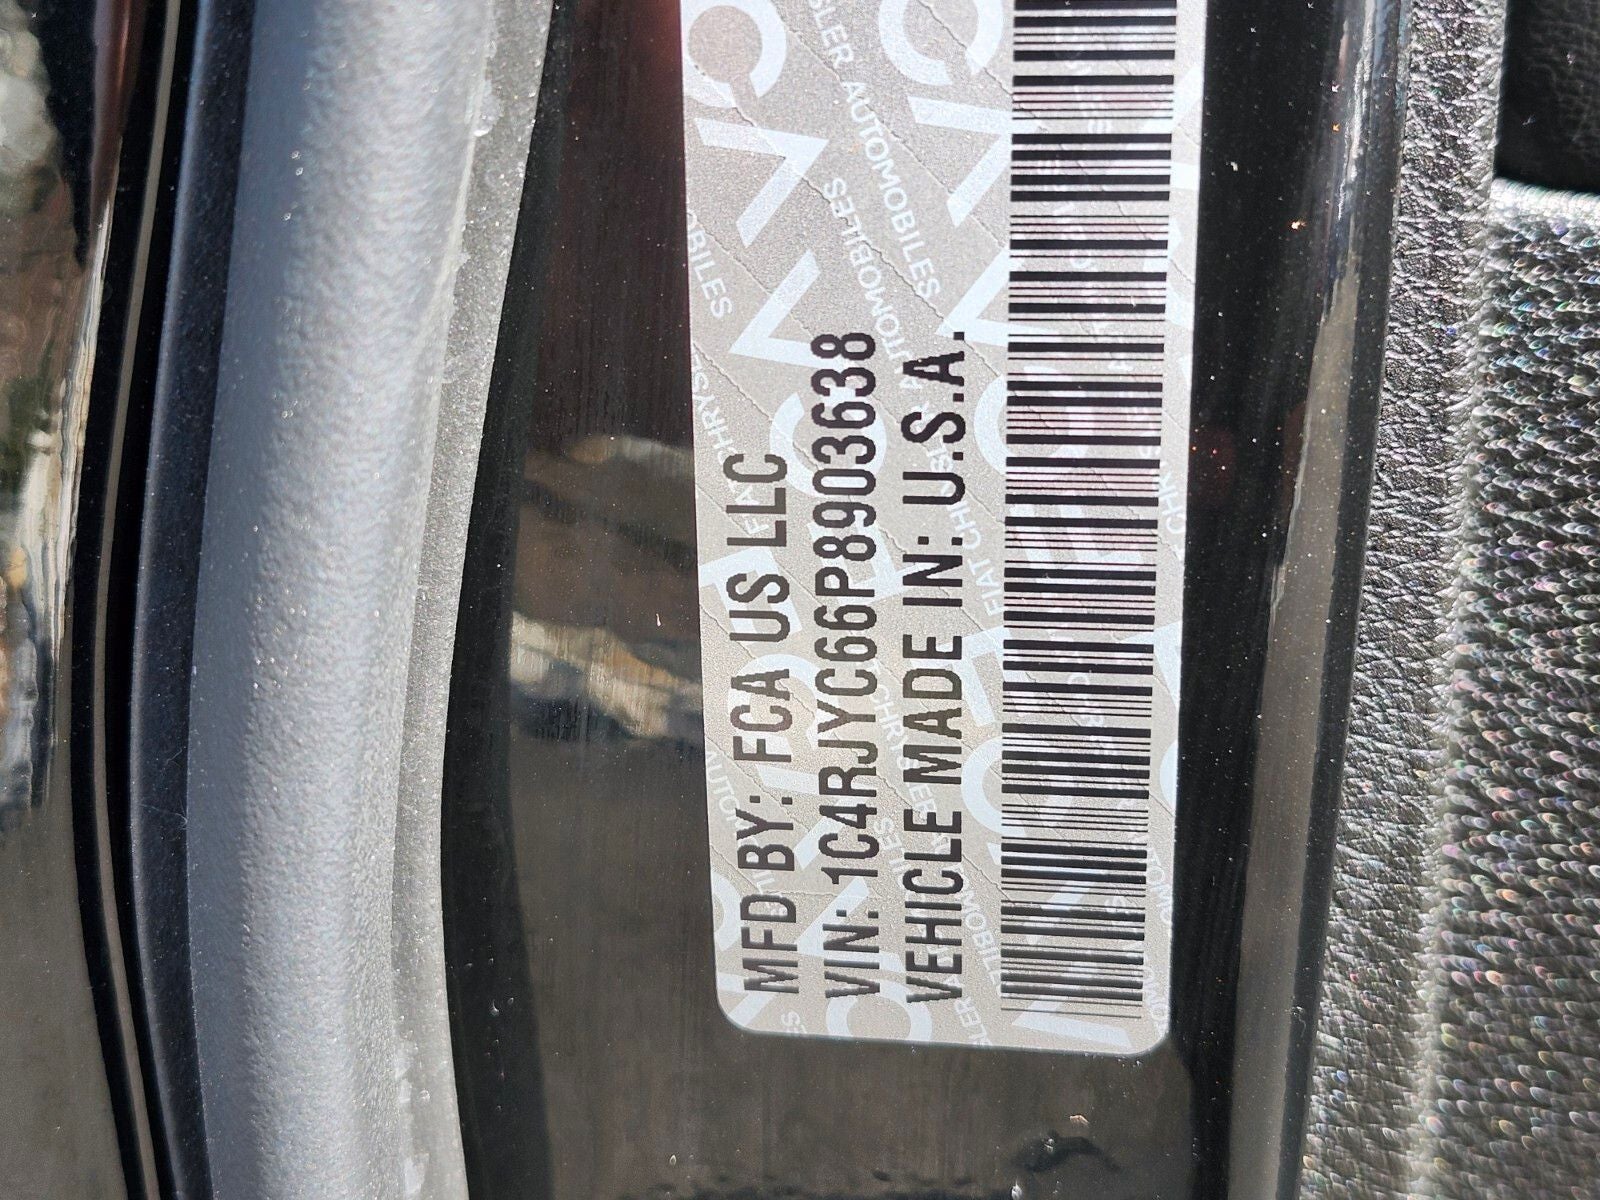 MFD BY: FCA US LLC
VIN: 1C4RJYC66P8903638
VEHICLE MADE IN: U.S.A.